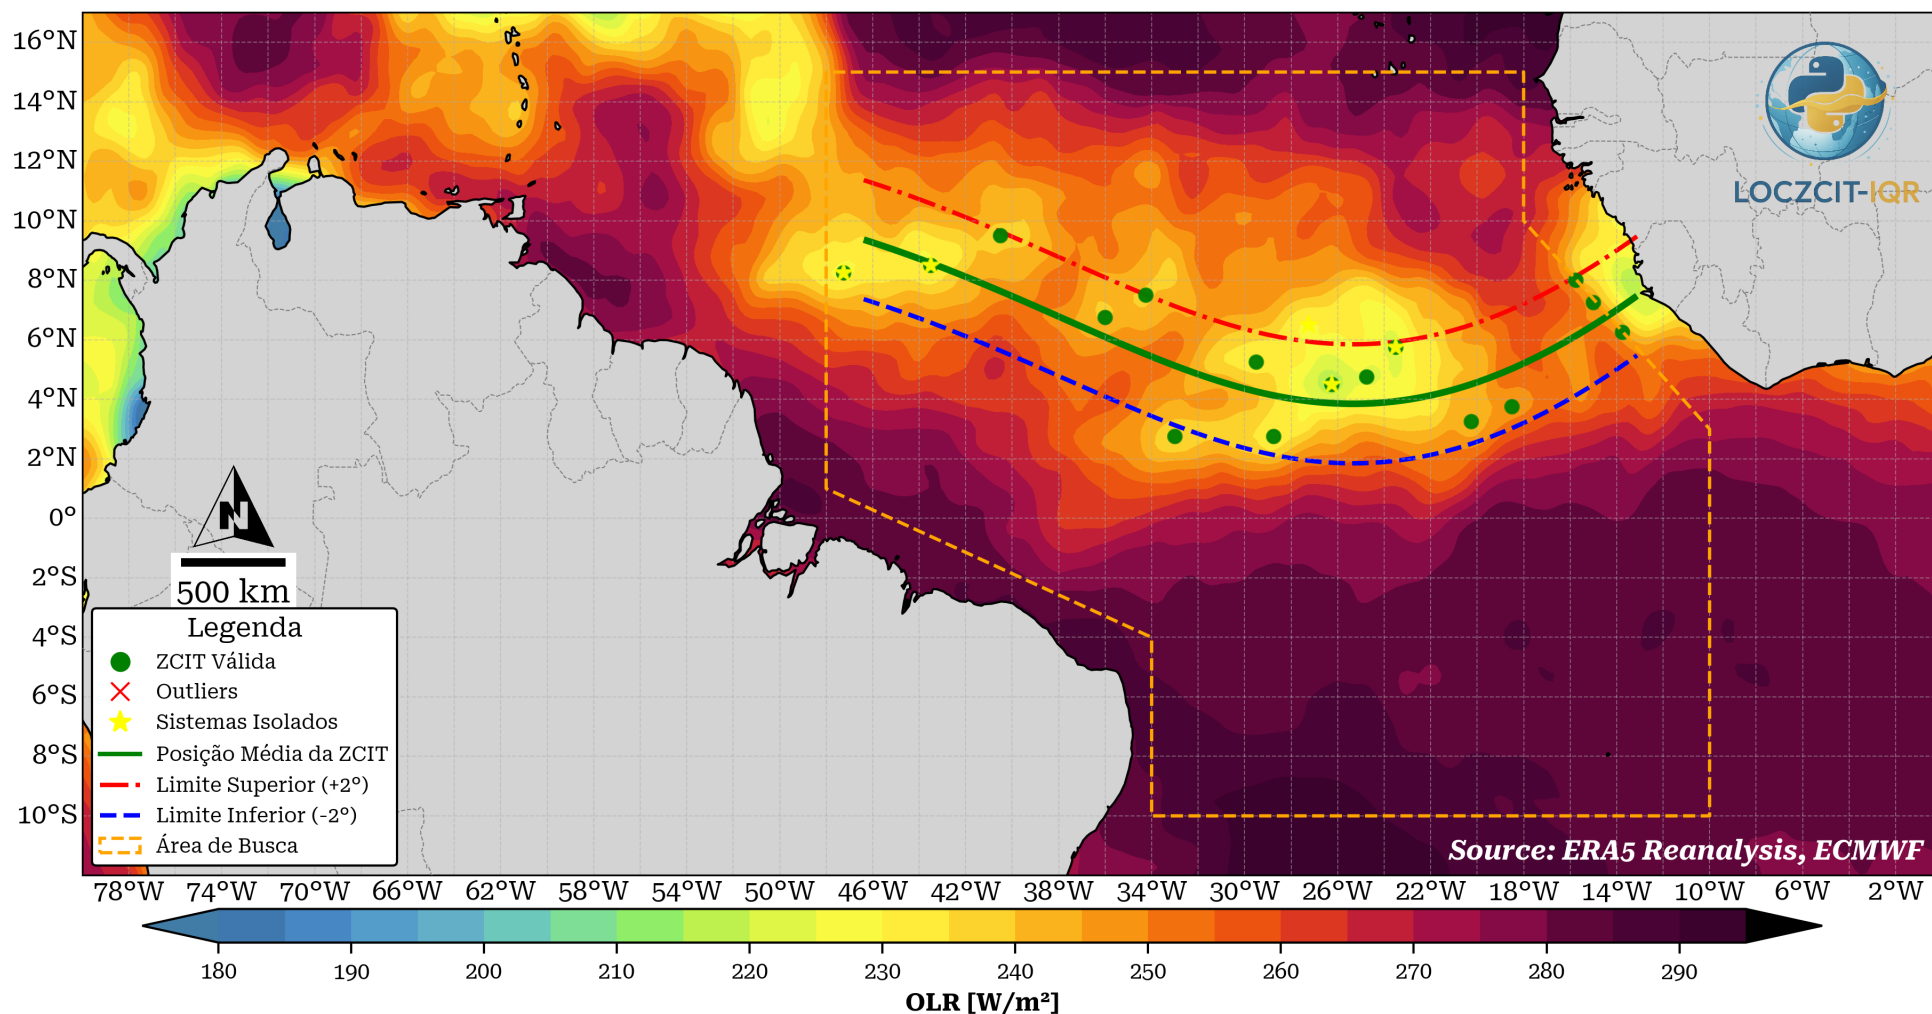 16°N
14°N
12°N
10°N
8°N
6°N
4°N
2°N
0°
2°S
4°S
6°S
8°S
10°S
LOCZCIT-IQR
N
500 km
Legenda
ZCIT Válida
Outliers
Sistemas Isolados
Posição Média da ZCIT
Limite Superior (+2°)
Limite Inferior (-2°)
Área de Busca
Source: ERA5 Reanalysis, ECMWF
78°W 74°W 70°W 66°W 62°W 58°W 54°W 50°W 46°W 42°W 38°W 34°W 30°W 26°W 22°W 18°W 14°W 10°W 6°W 2°W
180 190 200 210 220 230 240 250 260 270 280 290
OLR [W/m²]